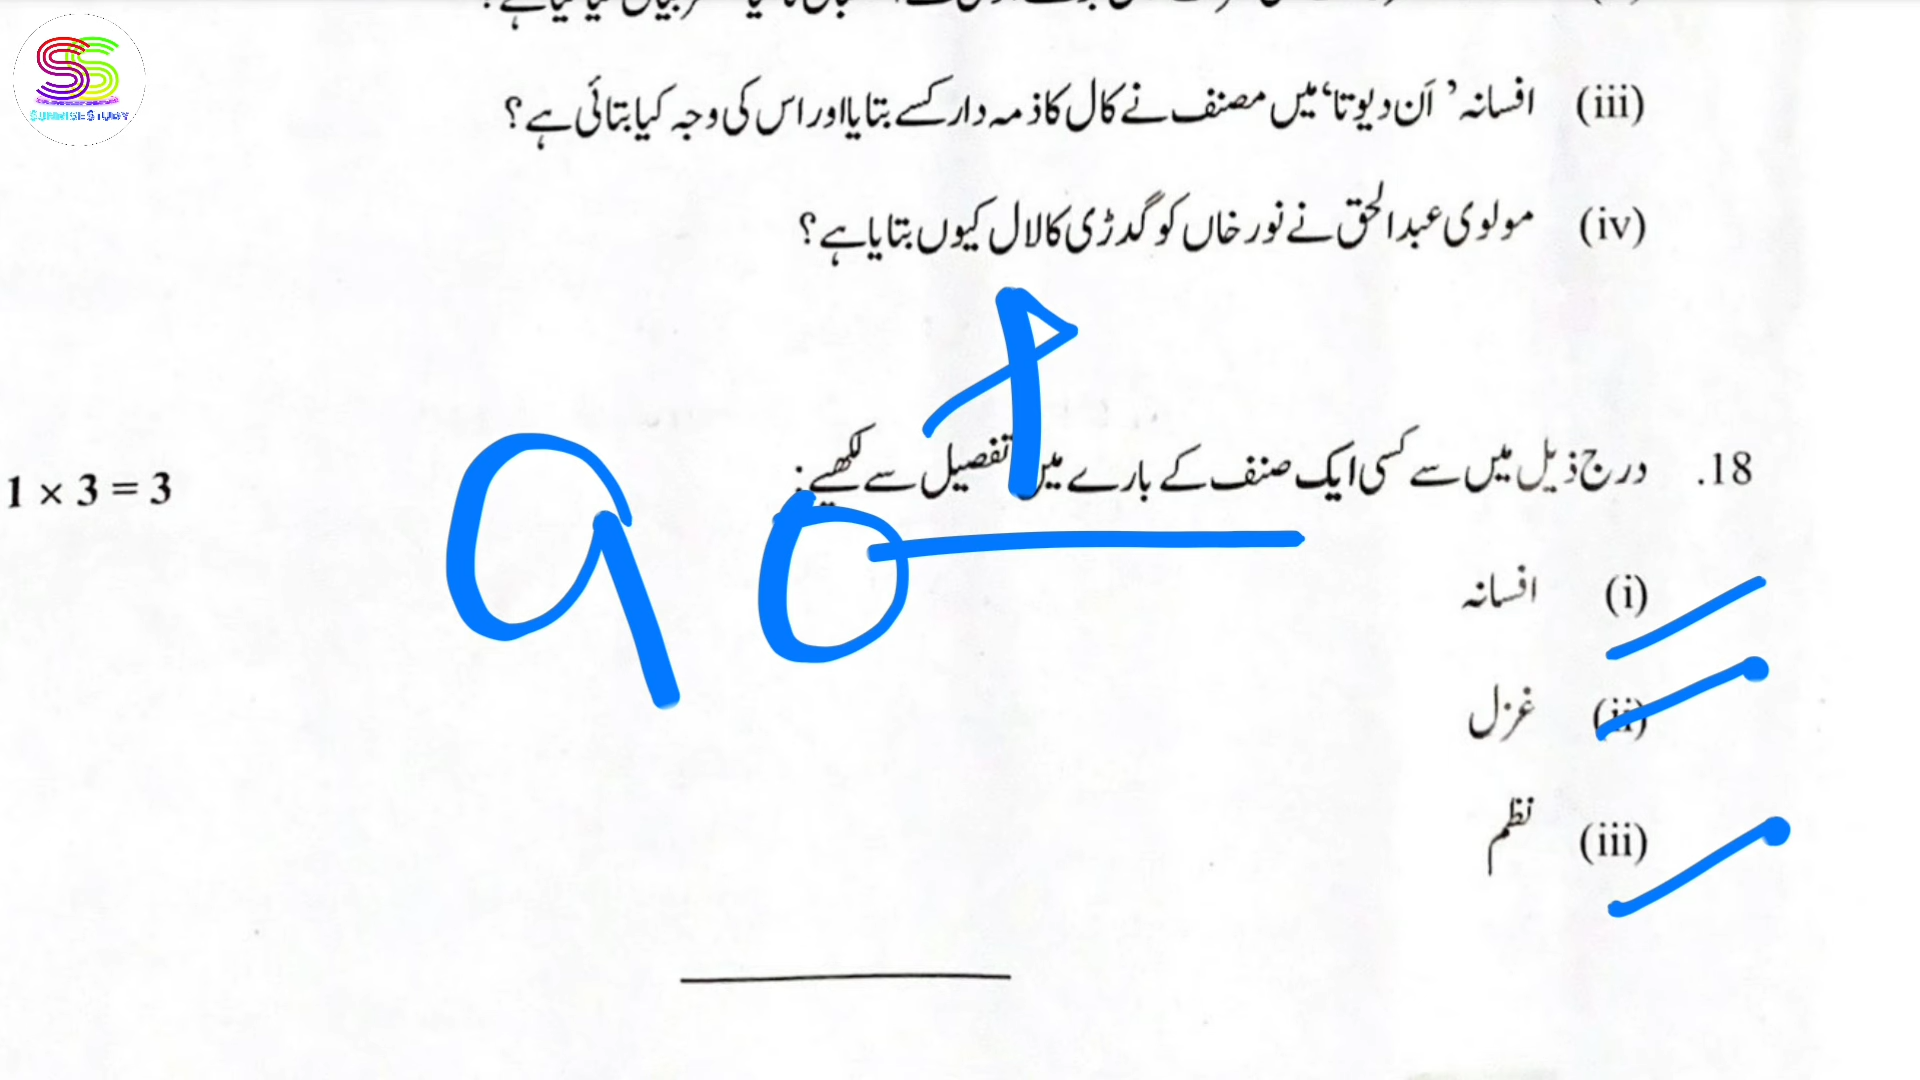 SUNRISE STUDY
(iii) افسانہ ’اَن دیوتا‘ میں مصنف نے کال کا ذمہ دار کسے بتایا اور اس کی وجہ کیا بتائی ہے؟
(iv) مولوی عبدالحق نے نور خاں کو گدڑی کا لال کیوں بتایا ہے؟
18. درج ذیل میں سے کسی ایک صنف کے بارے میں تفصیل سے لکھیے: 1 × 3 = 3
(i) افسانہ
(ii) غزل
(iii) نظم